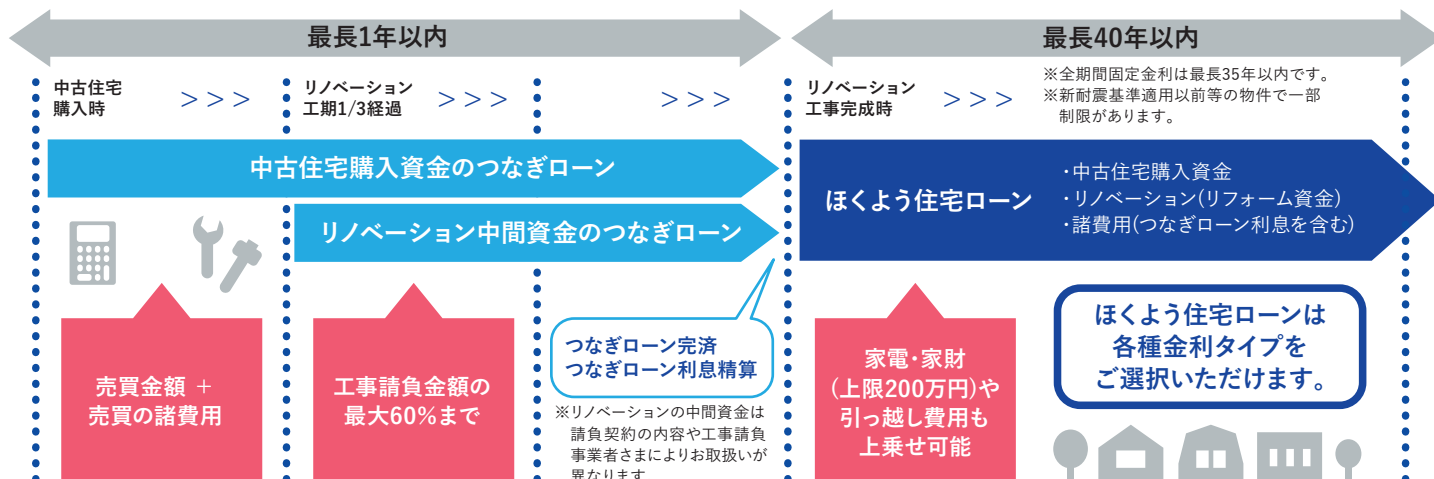 最長1年以内
最長40年以内
中古住宅
購入時
>>>
リノベーション
工期1/3経過
>>>
>>>
リノベーション
工事完成時
>>>
※全期間固定金利は最長35年以内です。
※新耐震基準適用以前等の物件で一部
制限があります。
中古住宅購入資金のつなぎローン
リノベーション中間資金のつなぎローン
ほくよう住宅ローン
・中古住宅購入資金
・リノベーション(リフォーム資金)
・諸費用(つなぎローン利息を含む)
売買金額 +
売買の諸費用
工事請負金額の
最大60%まで
つなぎローン完済
つなぎローン利息精算
※リノベーションの中間資金は
請負契約の内容や工事請負
事業者さまによりお取扱いが
異なります
家電・家財
(上限200万円)や
引っ越し費用も
上乗せ可能
ほくよう住宅ローンは
各種金利タイプを
ご選択いただけます。